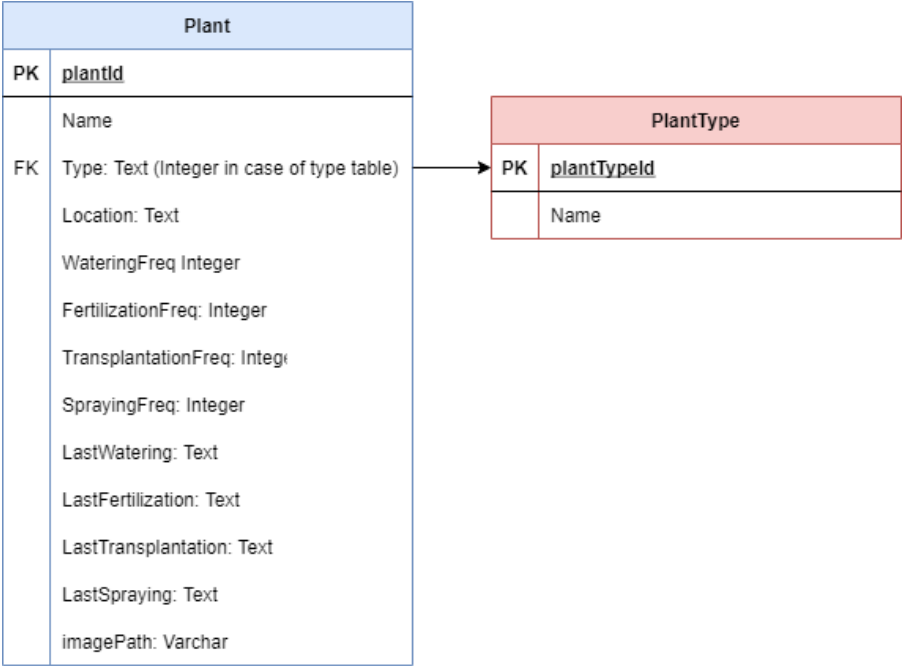 Plant
PK plantId
Name
FK Type: Text (Integer in case of type table)
Location: Text
WateringFreq Integer
FertilizationFreq: Integer
TransplantationFreq: Intege
SprayingFreq: Integer
LastWatering: Text
LastFertilization: Text
LastTransplantation: Text
LastSpraying: Text
imagePath: Varchar
PlantType
PK plantTypeId
Name